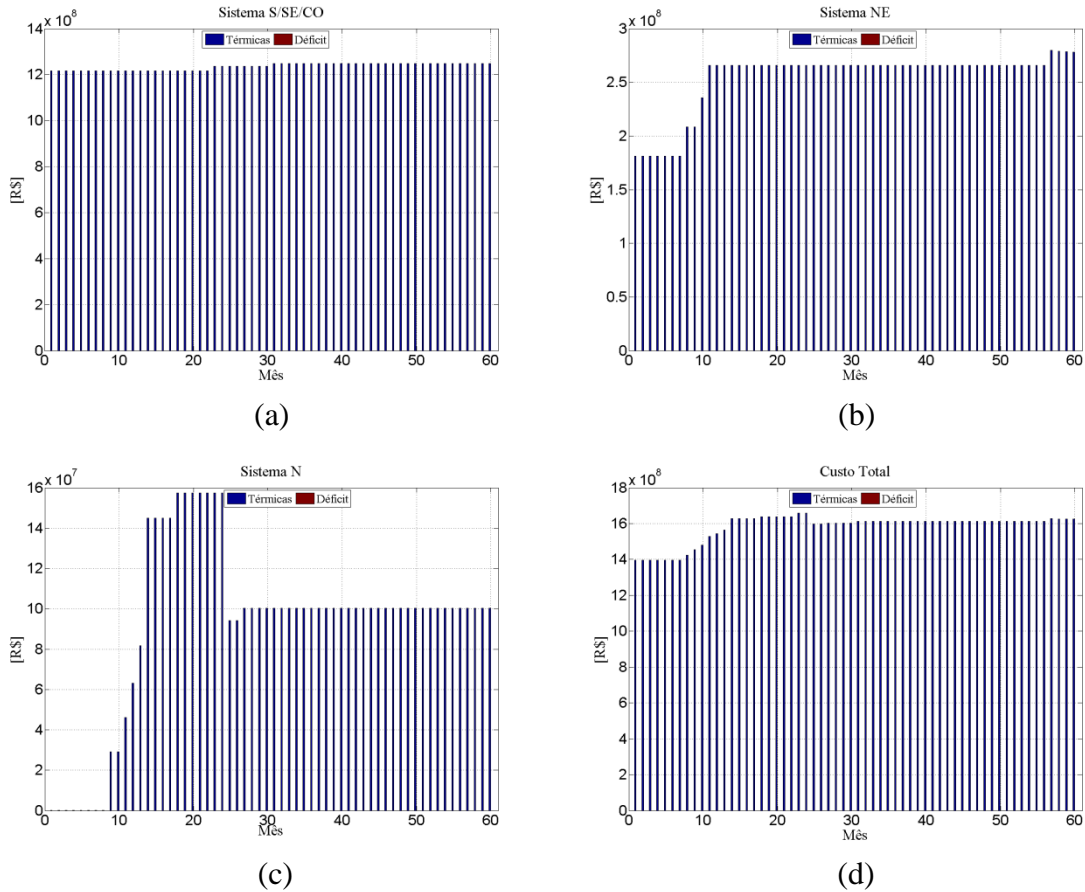 Sistema S/SE/CO
x 10^8
Térmicas Déficit
14
12
10
8
6
4
2
0
[R$]
0 10 20 30 40 50 60
Mês
(a)
Sistema NE
x 10^8
Térmicas Déficit
3
2.5
2
1.5
1
0.5
0
[R$]
0 10 20 30 40 50 60
Mês
(b)
Sistema N
x 10^7
Térmicas Déficit
16
14
12
10
8
6
4
2
0
[R$]
0 10 20 30 40 50 60
Mês
(c)
Custo Total
x 10^8
Térmicas Déficit
18
16
14
12
10
8
6
4
2
0
[R$]
0 10 20 30 40 50 60
Mês
(d)